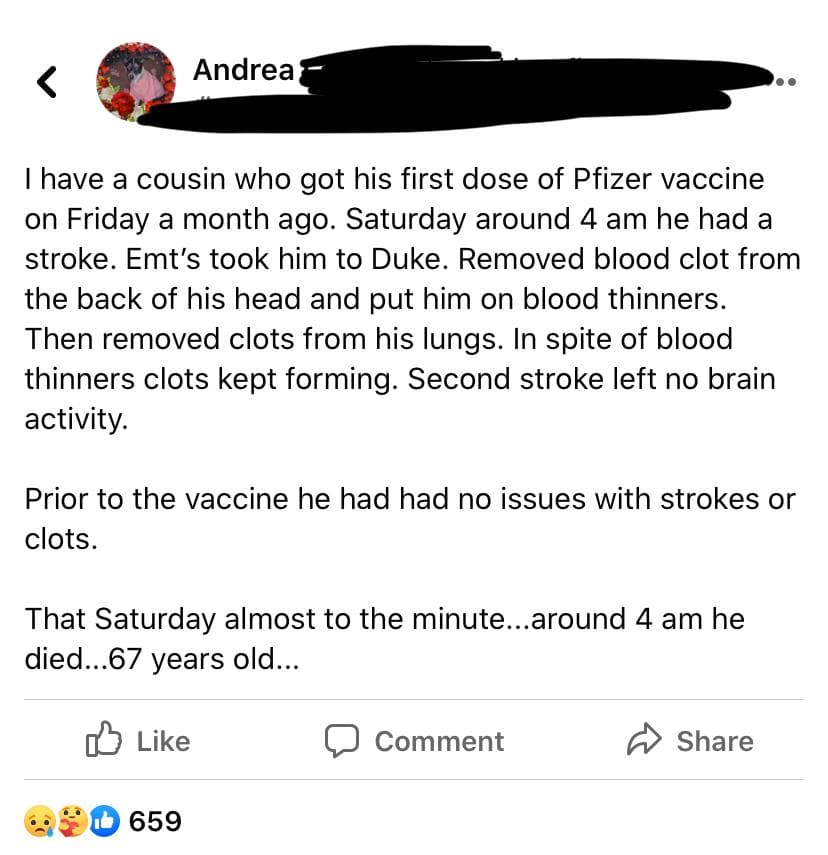 Andrea
I have a cousin who got his first dose of Pfizer vaccine
on Friday a month ago. Saturday around 4 am he had a
stroke. Emt's took him to Duke. Removed blood clot from
the back of his head and put him on blood thinners.
Then removed clots from his lungs. In spite of blood
thinners clots kept forming. Second stroke left no brain
activity.
Prior to the vaccine he had had no issues with strokes or
clots.
That Saturday almost to the minute...around 4 am he
died...67 years old...
Like Comment Share
659